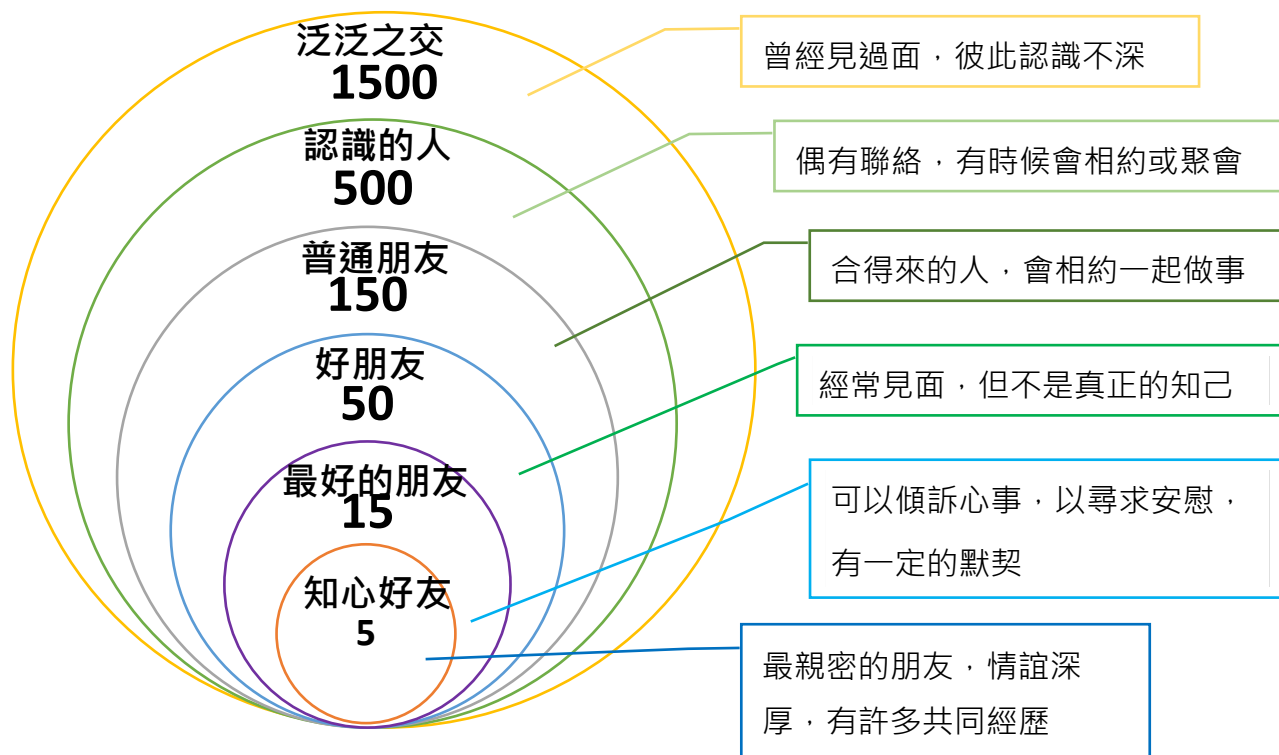 泛泛之交
1500
曾經見過面，彼此認識不深
認識的人
500
偶有聯絡，有時候會相約或聚會
普通朋友
150
合得來的人，會相約一起做事
好朋友
50
經常見面，但不是真正的知己
最好的朋友
15
可以傾訴心事，以尋求安慰，
有一定的默契
知心好友
5
最親密的朋友，情誼深
厚，有許多共同經歷